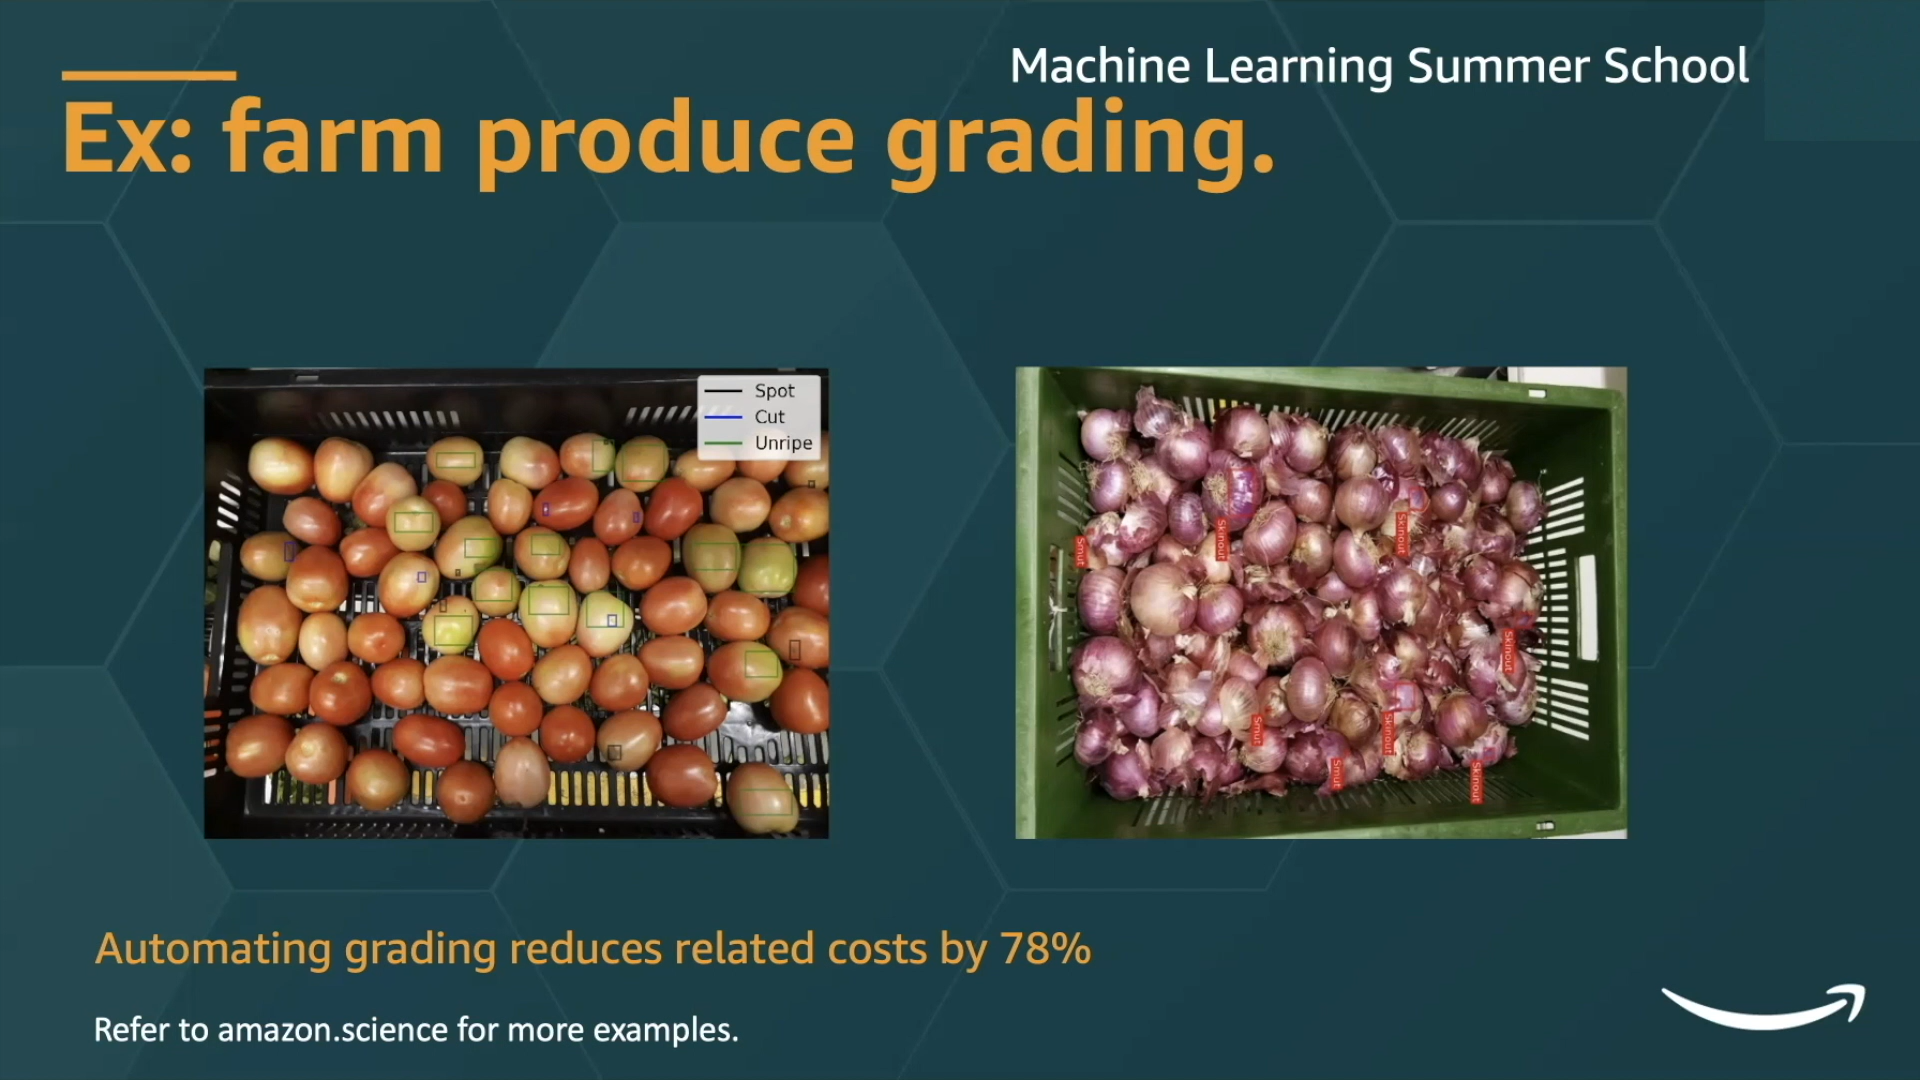 Machine Learning Summer School
Ex: farm produce grading.
Spot
Cut
Unripe
Smut
Skinout
Skinout
Skinout
Smut
Skinout
Smut
Skinout
Automating grading reduces related costs by 78%
Refer to amazon.science for more examples.